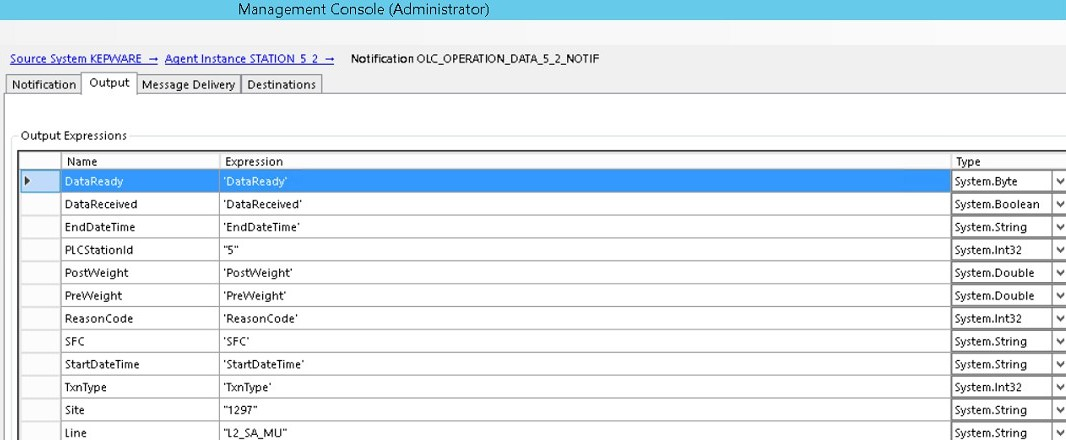 Management Console (Administrator)
Source System KEPWARE → Agent Instance STATION_5_2 → Notification OLC_OPERATION_DATA_5_2_NOTIF
Notification Output Message Delivery Destinations
Output Expressions
Name Expression Type
DataReady 'DataReady' System.Byte
DataReceived 'DataReceived' System.Boolean
EndDateTime 'EndDateTime' System.String
PLCStationId "5" System.Int32
PostWeight 'PostWeight' System.Double
PreWeight 'PreWeight' System.Double
ReasonCode 'ReasonCode' System.Int32
SFC 'SFC' System.String
StartDateTime 'StartDateTime' System.String
TxnType 'TxnType' System.Int32
Site "1297" System.String
Line "L2_SA_MU" System.String